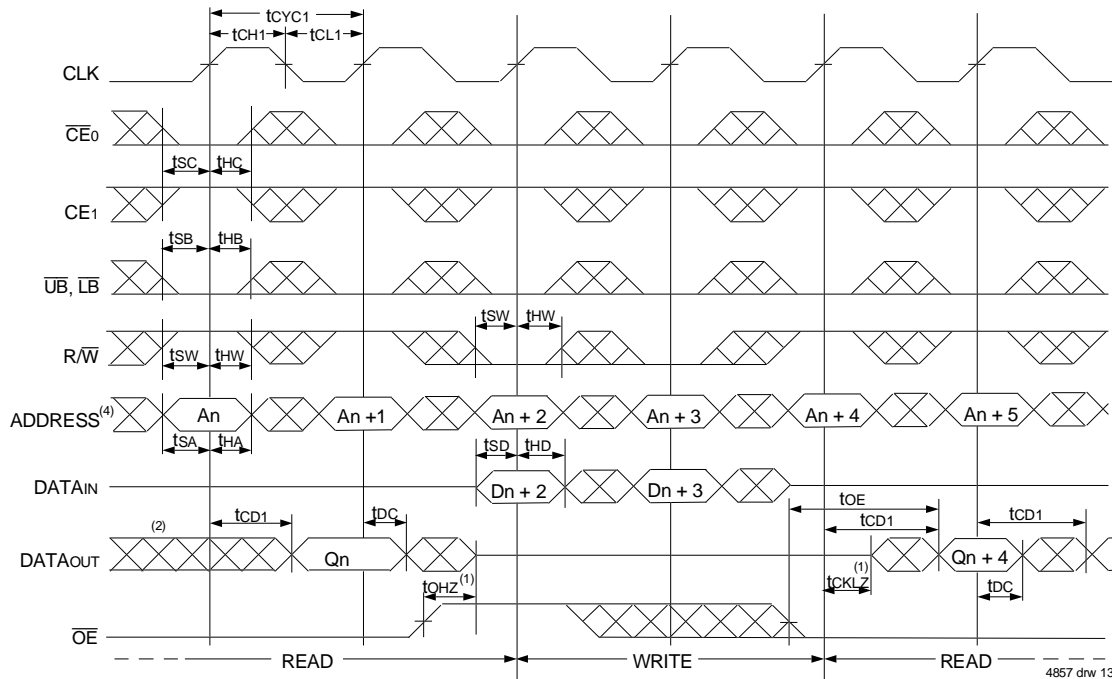 tCYC1
tCH1 tCL1
CLK
CE0
tSC tHC
CE1
tSB tHB
UB, LB
tSW tHW
R/W
tSW tHW
ADDRESS(4) An An +1 An + 2 An + 3 An + 4 An + 5
tSA tHA
tSD tHD
DATAIN Dn + 2 Dn + 3
tOE
(2) tCD1 tDC tCD1 tCD1
DATAOUT Qn Qn + 4
tOHZ(1) tCKLZ(1) tDC
OE
READ WRITE READ
4857 drw 13